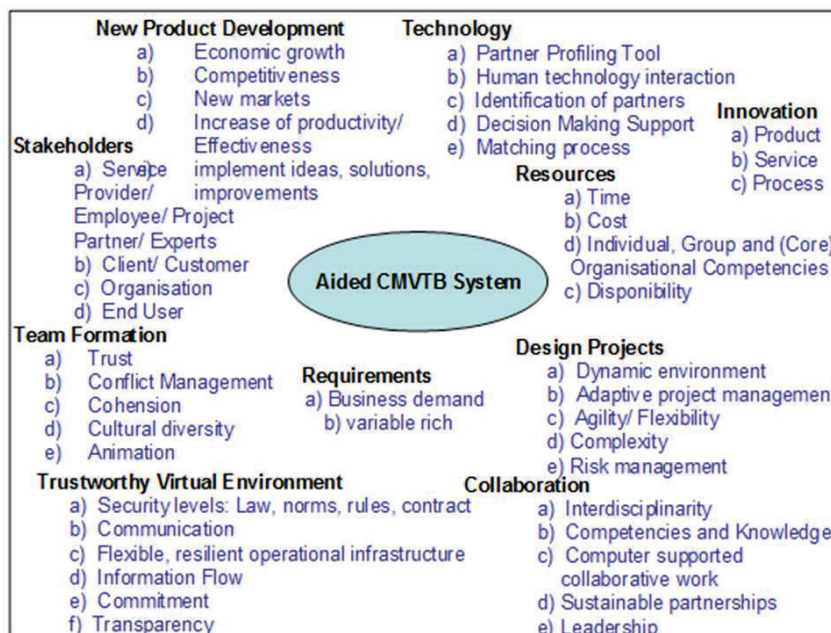 New Product Development
a) Economic growth
b) Competitiveness
c) New markets
d) Increase of productivity/
Effectiveness
e) implement ideas, solutions,
improvements
Technology
a) Partner Profiling Tool
b) Human technology interaction
c) Identification of partners
d) Decision Making Support
e) Matching process
Innovation
a) Product
b) Service
c) Process
Stakeholders
a) Service
Provider/
Employee/ Project
Partner/ Experts
b) Client/ Customer
c) Organisation
d) End User
Resources
a) Time
b) Cost
d) Individual, Group and (Core)
Organisational Competencies
c) Disponibility
Aided CMVTB System
Team Formation
a) Trust
b) Conflict Management
c) Cohension
d) Cultural diversity
e) Animation
Requirements
a) Business demand
b) variable rich
Design Projects
a) Dynamic environment
b) Adaptive project management
c) Agility/ Flexibility
d) Complexity
e) Risk management
Trustworthy Virtual Environment
a) Security levels: Law, norms, rules, contract
b) Communication
c) Flexible, resilient operational infrastructure
d) Information Flow
e) Commitment
f) Transparency
Collaboration
a) Interdisciplinarity
b) Competencies and Knowledge
c) Computer supported
collaborative work
d) Sustainable partnerships
e) Leadership